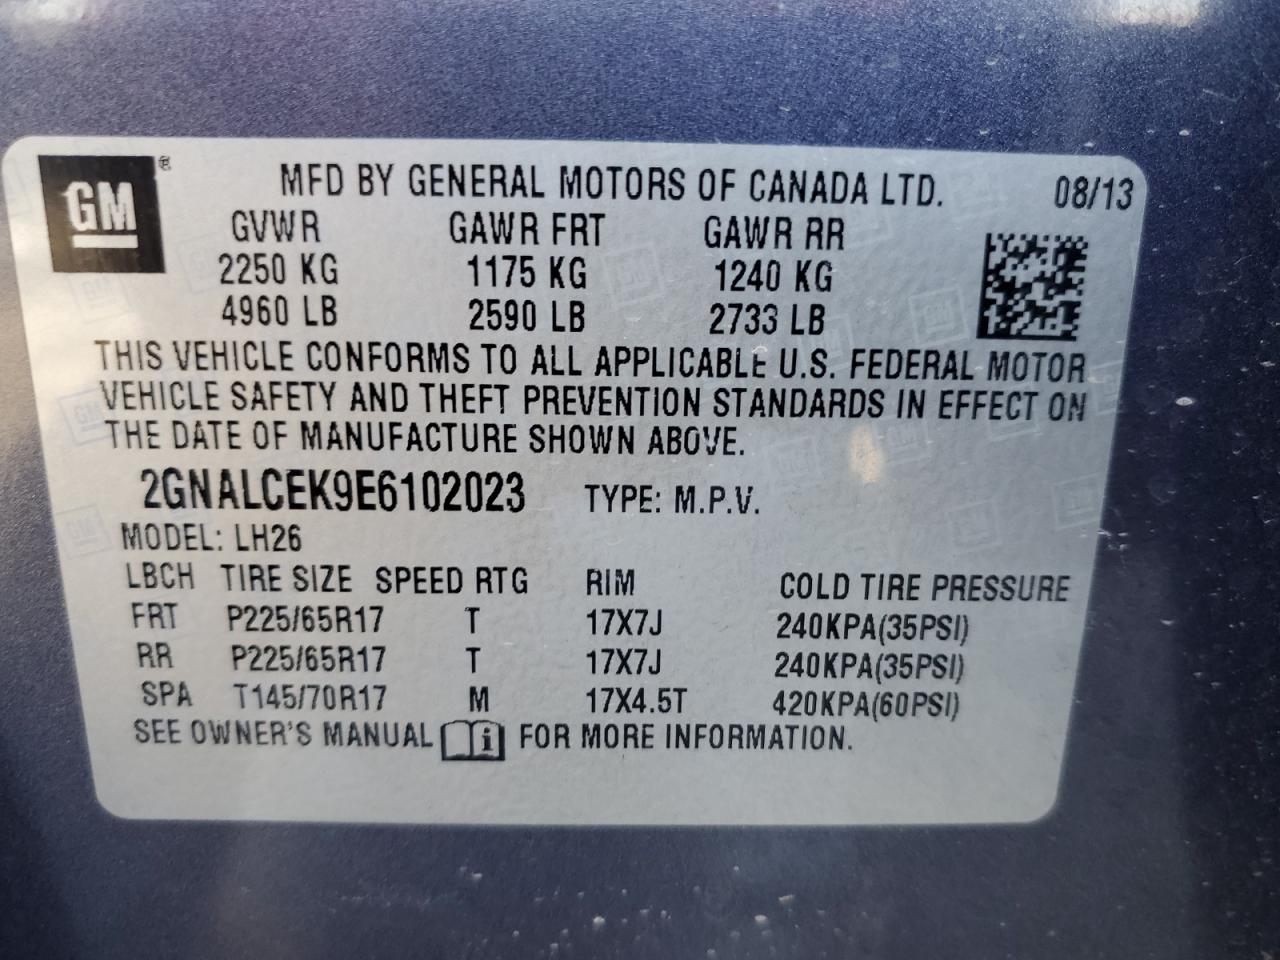 GM ®
MFD BY GENERAL MOTORS OF CANADA LTD. 08/13
GVWR GAWR FRT GAWR RR
2250 KG 1175 KG 1240 KG
4960 LB 2590 LB 2733 LB
THIS VEHICLE CONFORMS TO ALL APPLICABLE U.S. FEDERAL MOTOR
VEHICLE SAFETY AND THEFT PREVENTION STANDARDS IN EFFECT ON
THE DATE OF MANUFACTURE SHOWN ABOVE.
2GNALCEK9E6102023 TYPE: M.P.V.
MODEL: LH26
LBCH TIRE SIZE SPEED RTG RIM COLD TIRE PRESSURE
FRT P225/65R17 T 17X7J 240KPA(35PSI)
RR P225/65R17 T 17X7J 240KPA(35PSI)
SPA T145/70R17 M 17X4.5T 420KPA(60PSI)
SEE OWNER'S MANUAL i FOR MORE INFORMATION.